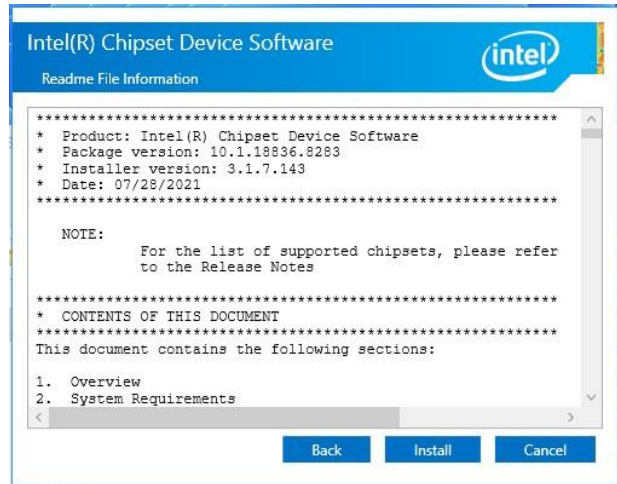 Intel(R) Chipset Device Software
intel
Readme File Information
************************************************************
*  Product: Intel(R) Chipset Device Software
*  Package version: 10.1.18836.8283
*  Installer version: 3.1.7.143
*  Date: 07/28/2021
************************************************************
NOTE:
For the list of supported chipsets, please refer
to the Release Notes
************************************************************
*  CONTENTS OF THIS DOCUMENT
************************************************************
This document contains the following sections:
1.  Overview
2.  System Requirements
Back
Install
Cancel